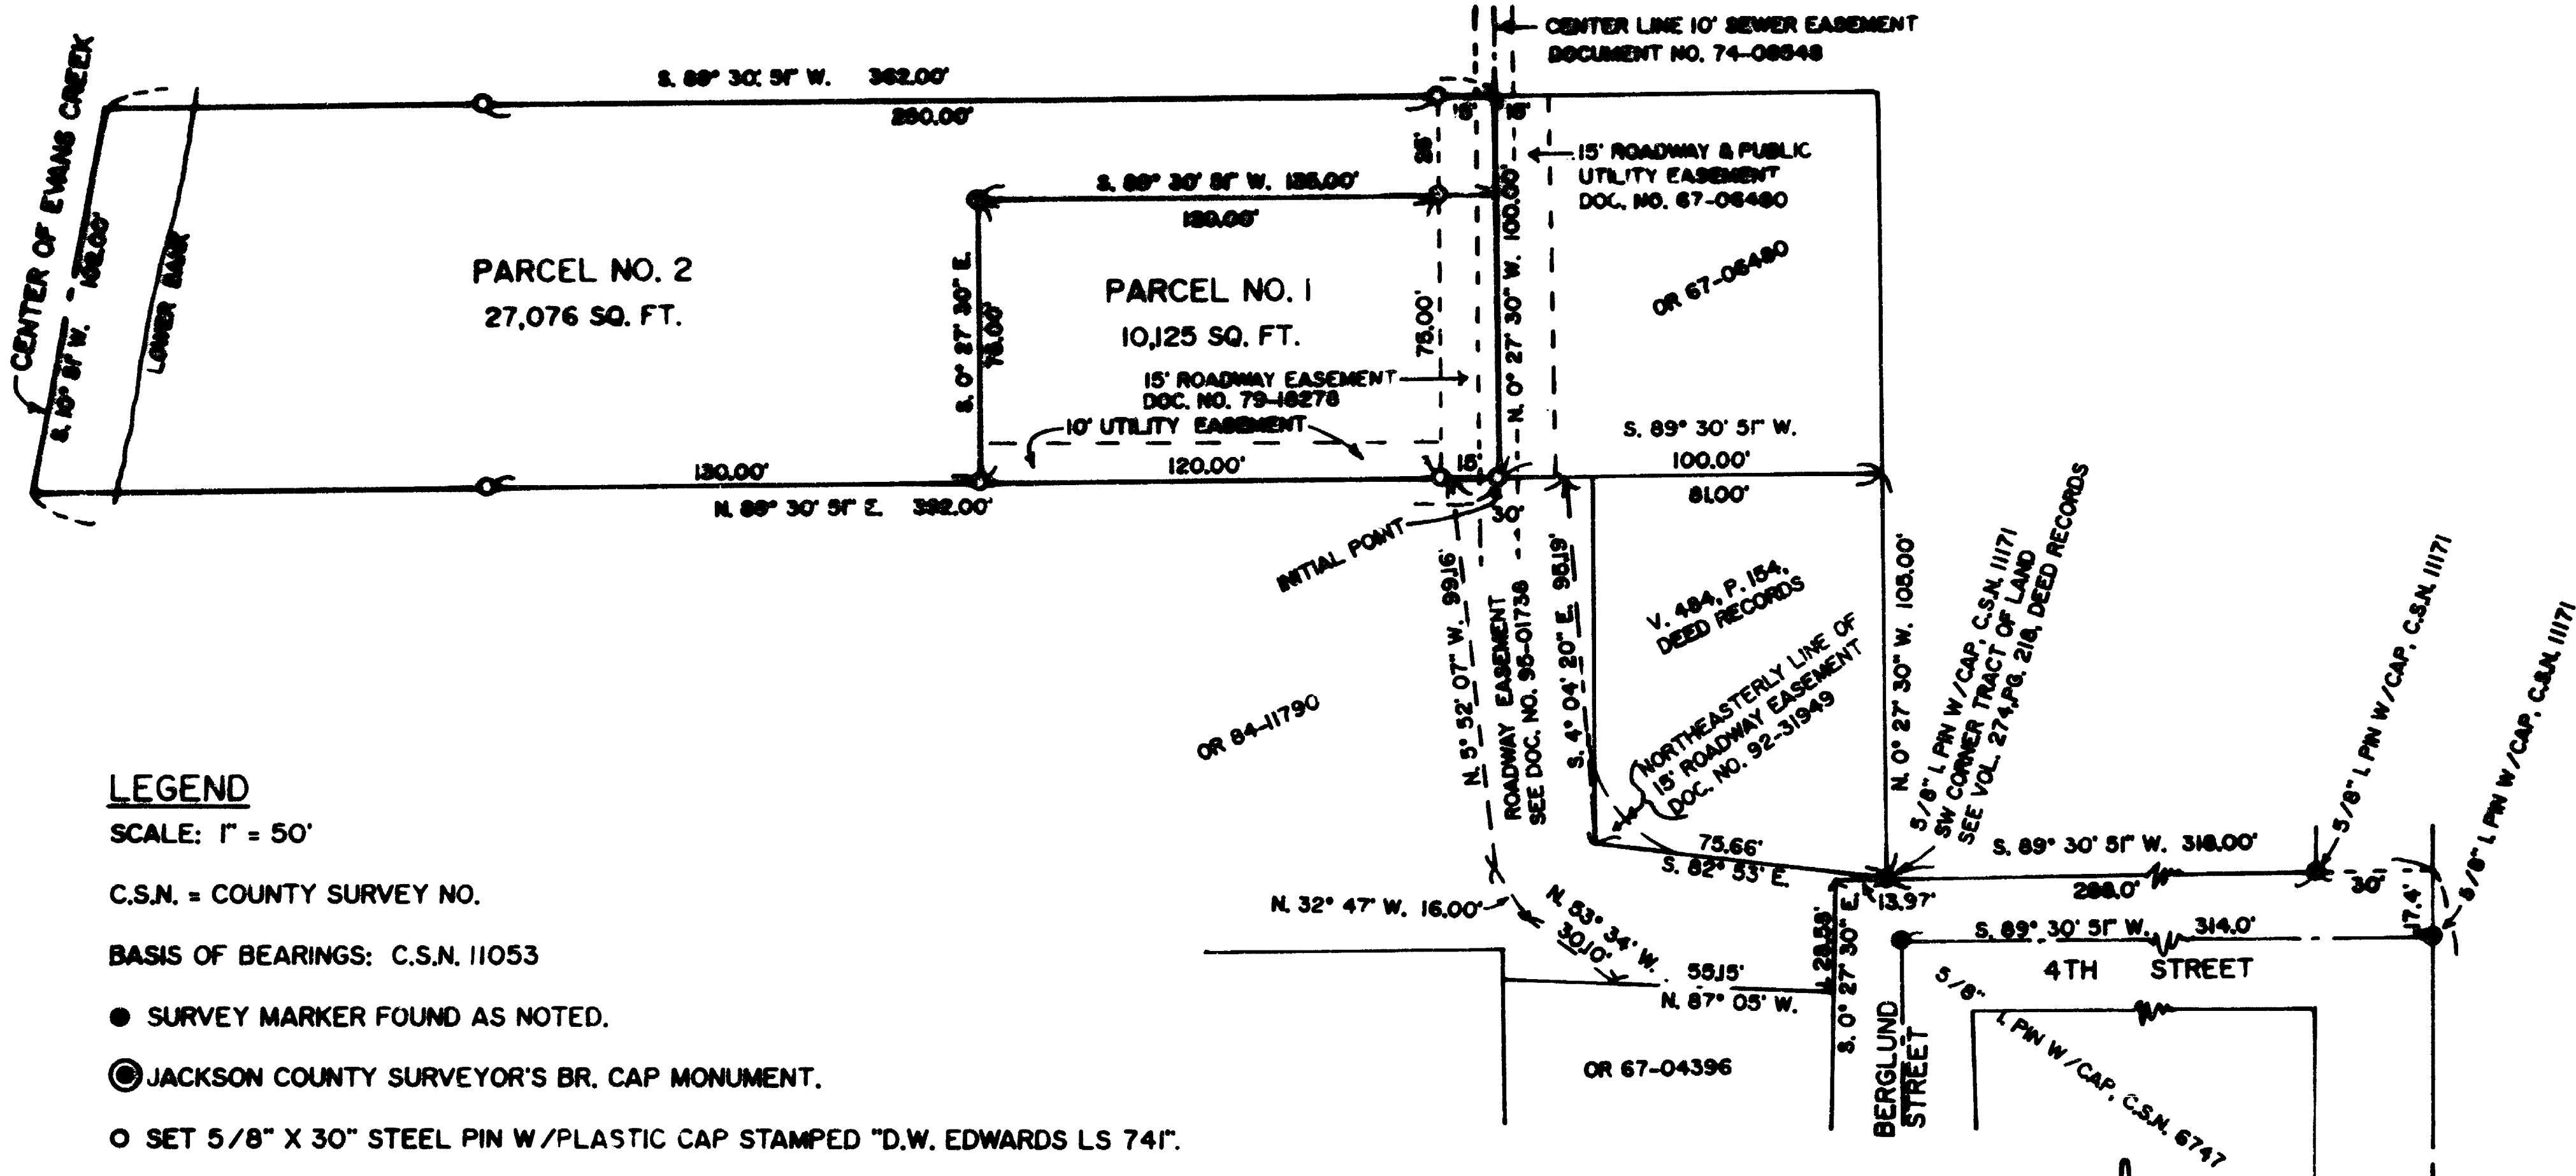 CENTER LINE 10' SEWER EASEMENT
DOCUMENT NO. 74-08548
S. 89° 30' 51" W. 362.00'
250.00'
15' 15'
25'
15' ROADWAY & PUBLIC
UTILITY EASEMENT
DOC. NO. 67-06480
CENTER OF EVANS CREEK
S. 10° 51' W. 102.00'
LOWER BANK
PARCEL NO. 2
27,076 SQ. FT.
S. 89° 30' 51" W. 135.00'
120.00'
S. 0° 27' 30" E.
75.00'
PARCEL NO. 1
10,125 SQ. FT.
75.00'
N. 0° 27' 30" W. 100.00'
OR 67-06480
15' ROADWAY EASEMENT
DOC. NO. 79-18278
10' UTILITY EASEMENT
130.00'
N. 89° 30' 51" E. 392.00'
120.00'
15'
S. 89° 30' 51" W.
100.00'
81.00'
30'
INITIAL POINT
N. 5° 52' 07" W. 99.16'
ROADWAY EASEMENT
SEE DOC. NO. 95-01738
S. 4° 04' 20" E. 95.19'
V. 484, P. 154,
DEED RECORDS
NORTHEASTERLY LINE OF
15' ROADWAY EASEMENT
DOC. NO. 92-31949
N. 0° 27' 30" W. 105.00'
5/8" I. PIN W/CAP, C.S.N. 11171
SW CORNER TRACT OF LAND
SEE VOL. 274, PG. 218, DEED RECORDS
5/8" I. PIN W/CAP, C.S.N. 11171
5/8" I. PIN W/CAP, C.S.N. 11171
OR 84-11790
75.66'
S. 82° 53' E.
S. 89° 30' 51" W. 318.00'
288.0'
30'
17.4'
13.97'
N. 32° 47' W. 16.00'
N. 53° 34' W.
30.10'
S. 89° 30' 51" W. 314.0'
4TH STREET
55.15'
N. 87° 05' W.
28.58'
S. 0° 27' 30" E.
BERGLUND
STREET
5/8" I. PIN W/CAP, C.S.N. 6747
OR 67-04396
LEGEND
SCALE: 1" = 50'
C.S.N. = COUNTY SURVEY NO.
BASIS OF BEARINGS: C.S.N. 11053
SURVEY MARKER FOUND AS NOTED.
JACKSON COUNTY SURVEYOR'S BR. CAP MONUMENT.
SET 5/8" X 30" STEEL PIN W/PLASTIC CAP STAMPED "D.W. EDWARDS LS 741".